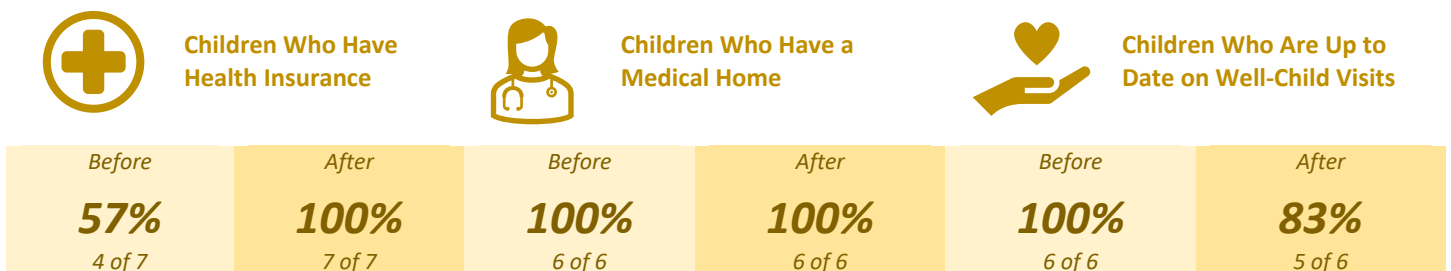 Children Who Have
Health Insurance
Children Who Have a
Medical Home
Children Who Are Up to
Date on Well-Child Visits
Before
After
Before
After
Before
After
57%
100%
100%
100%
100%
83%
4 of 7
7 of 7
6 of 6
6 of 6
6 of 6
5 of 6